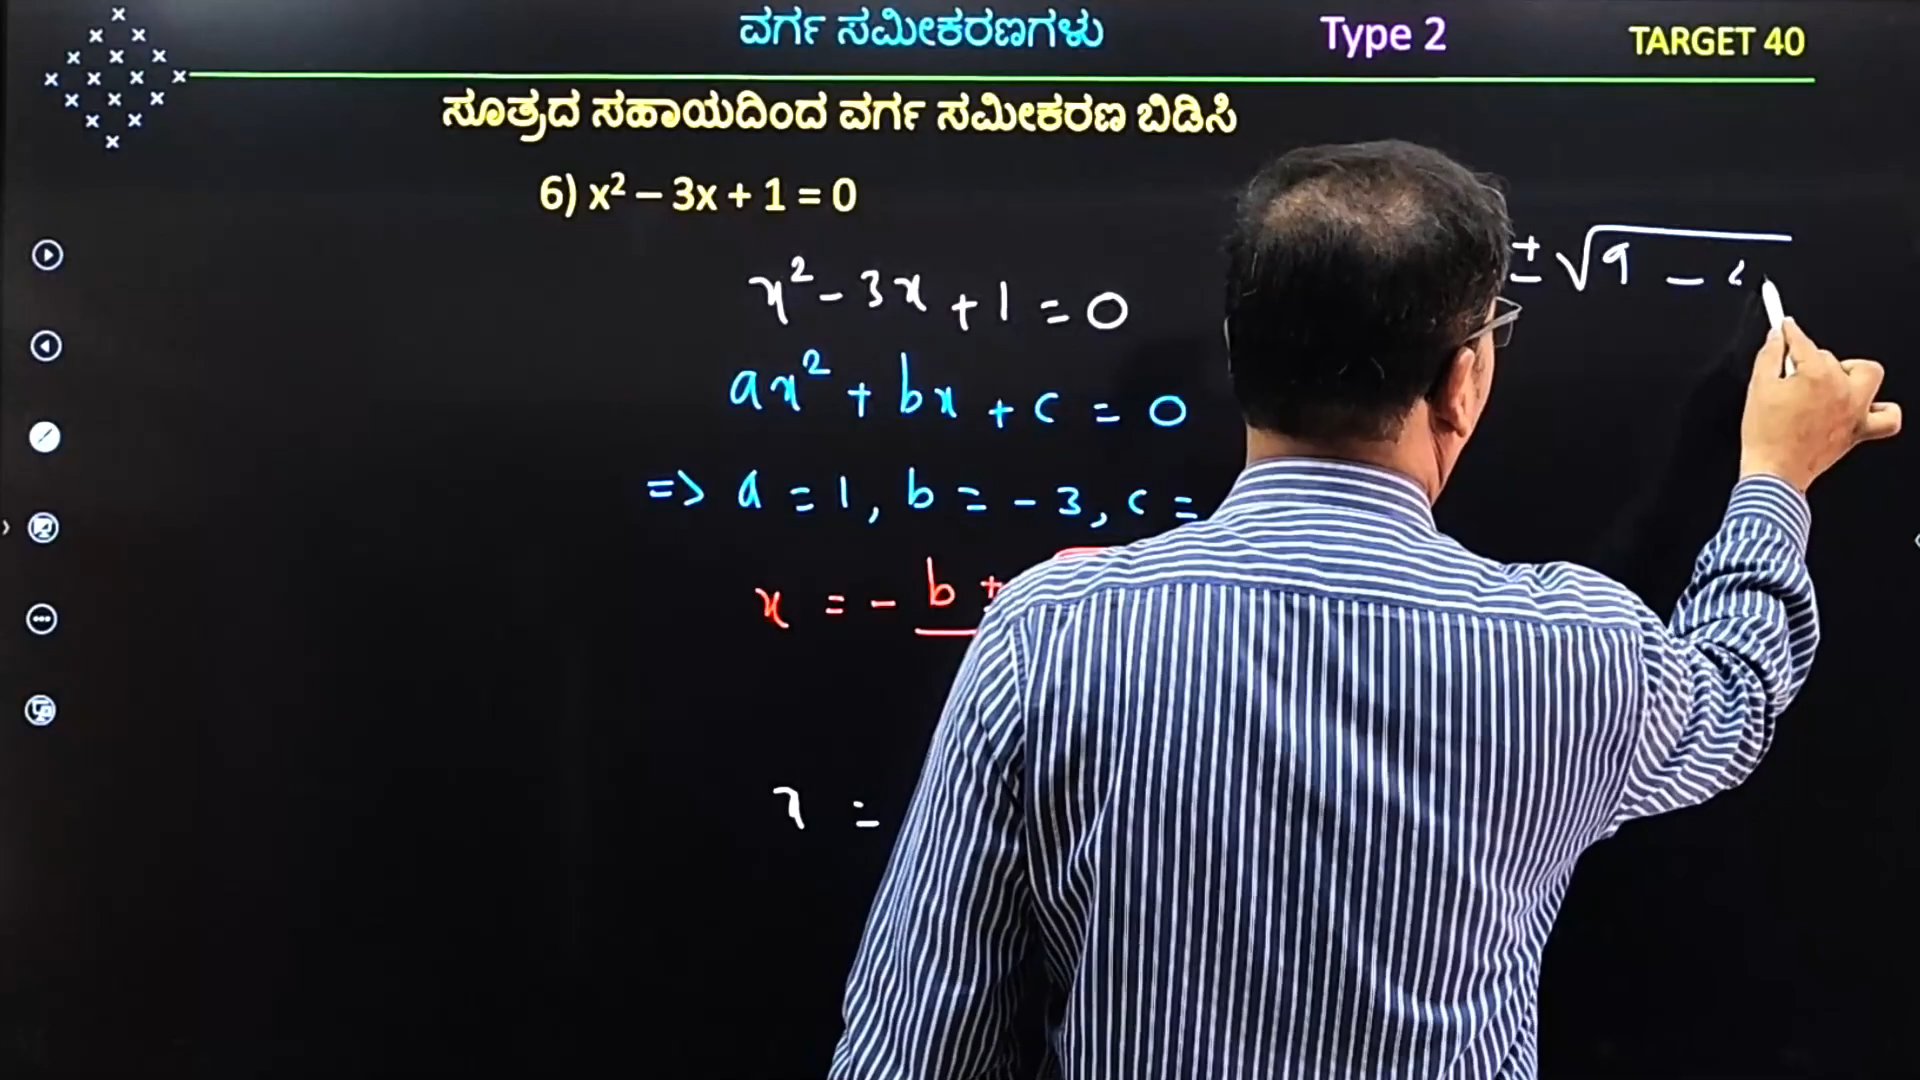 ವರ್ಗ ಸಮೀಕರಣಗಳು
Type 2
TARGET 40
ಸೂತ್ರದ ಸಹಾಯದಿಂದ ವರ್ಗ ಸಮೀಕರಣ ಬಿಡಿಸಿ
6) x² – 3x + 1 = 0
x² - 3x + 1 = 0
ax² + bx + c = 0
=> a = 1, b = - 3, c =
x = - b ±
x =
± √9 - 4